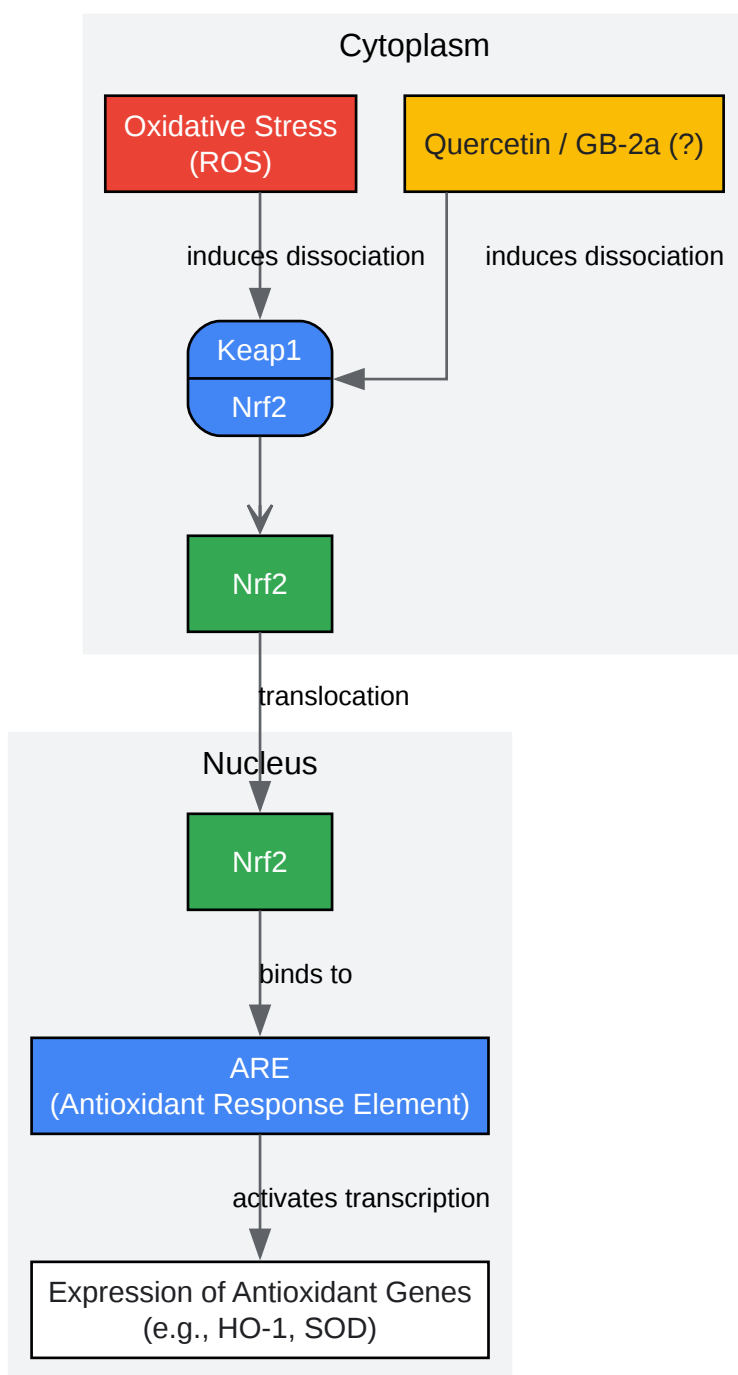 Cytoplasm
Oxidative Stress
(ROS)
Quercetin / GB-2a (?)
induces dissociation
induces dissociation
Keap1
Nrf2
Nrf2
translocation
Nucleus
Nrf2
binds to
ARE
(Antioxidant Response Element)
activates transcription
Expression of Antioxidant Genes
(e.g., HO-1, SOD)